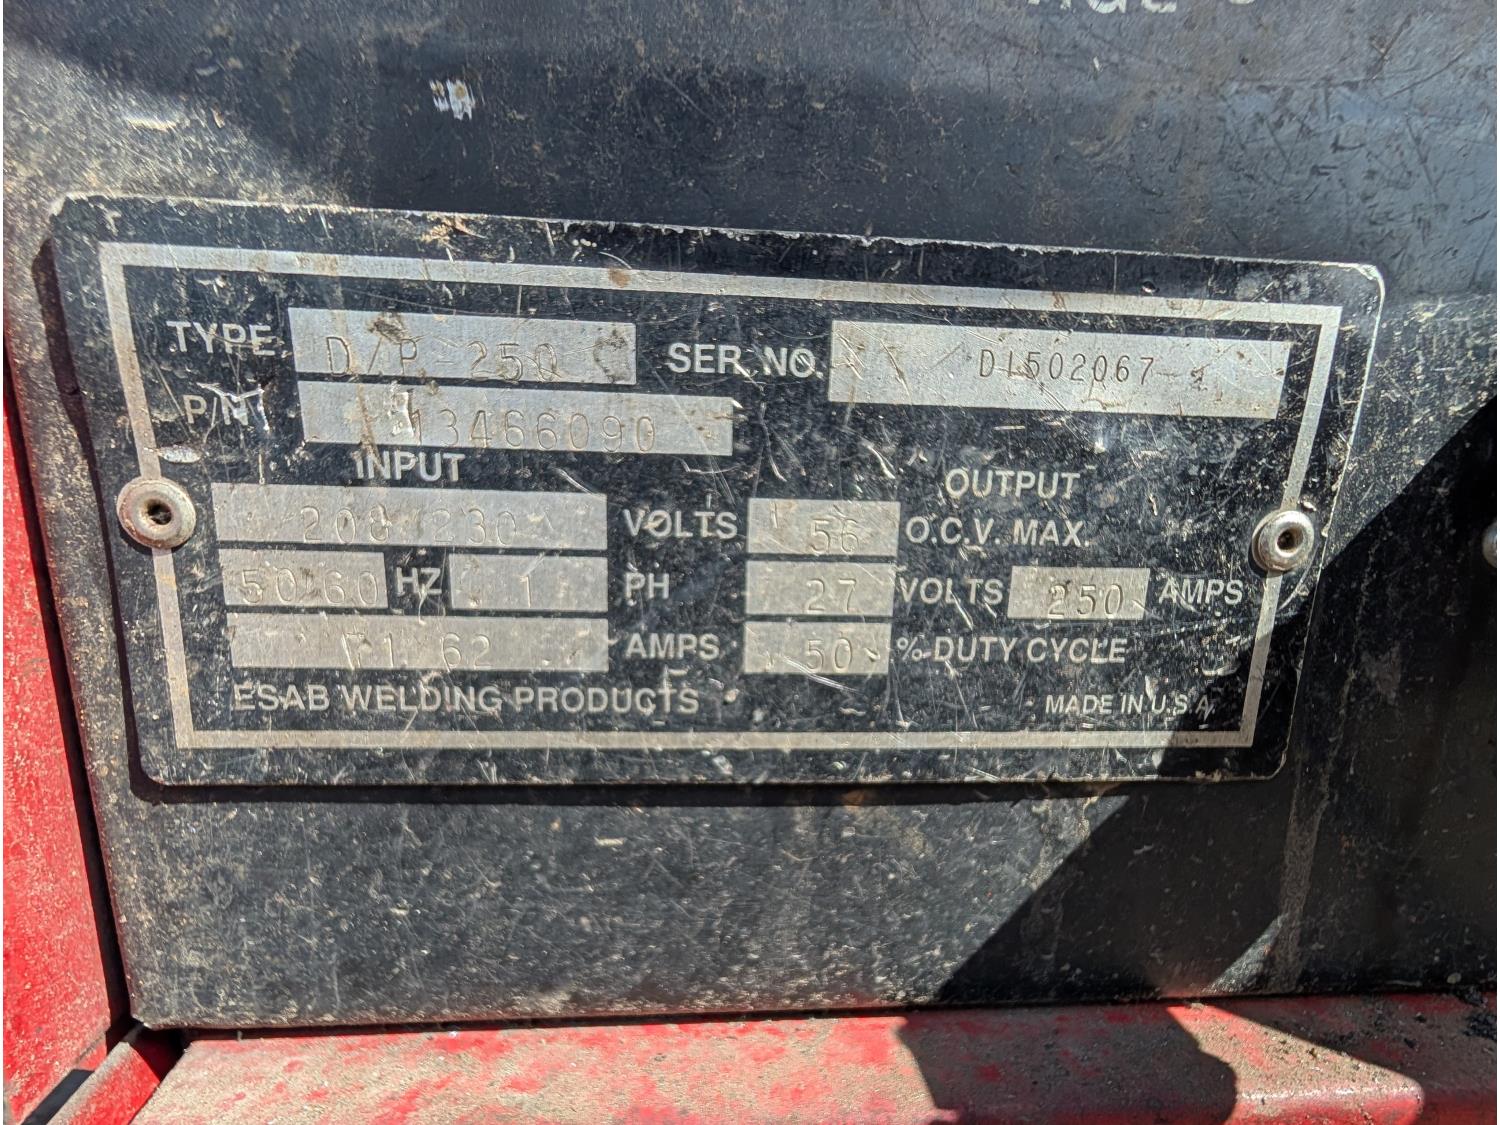 TYPE D/P-250 SER. NO. DI502067
P/N 13466090
INPUT OUTPUT
208/230 VOLTS 56 O.C.V. MAX.
50/60 HZ 1 PH 27 VOLTS 250 AMPS
71/62 AMPS 50 % DUTY CYCLE
ESAB WELDING PRODUCTS MADE IN U.S.A.